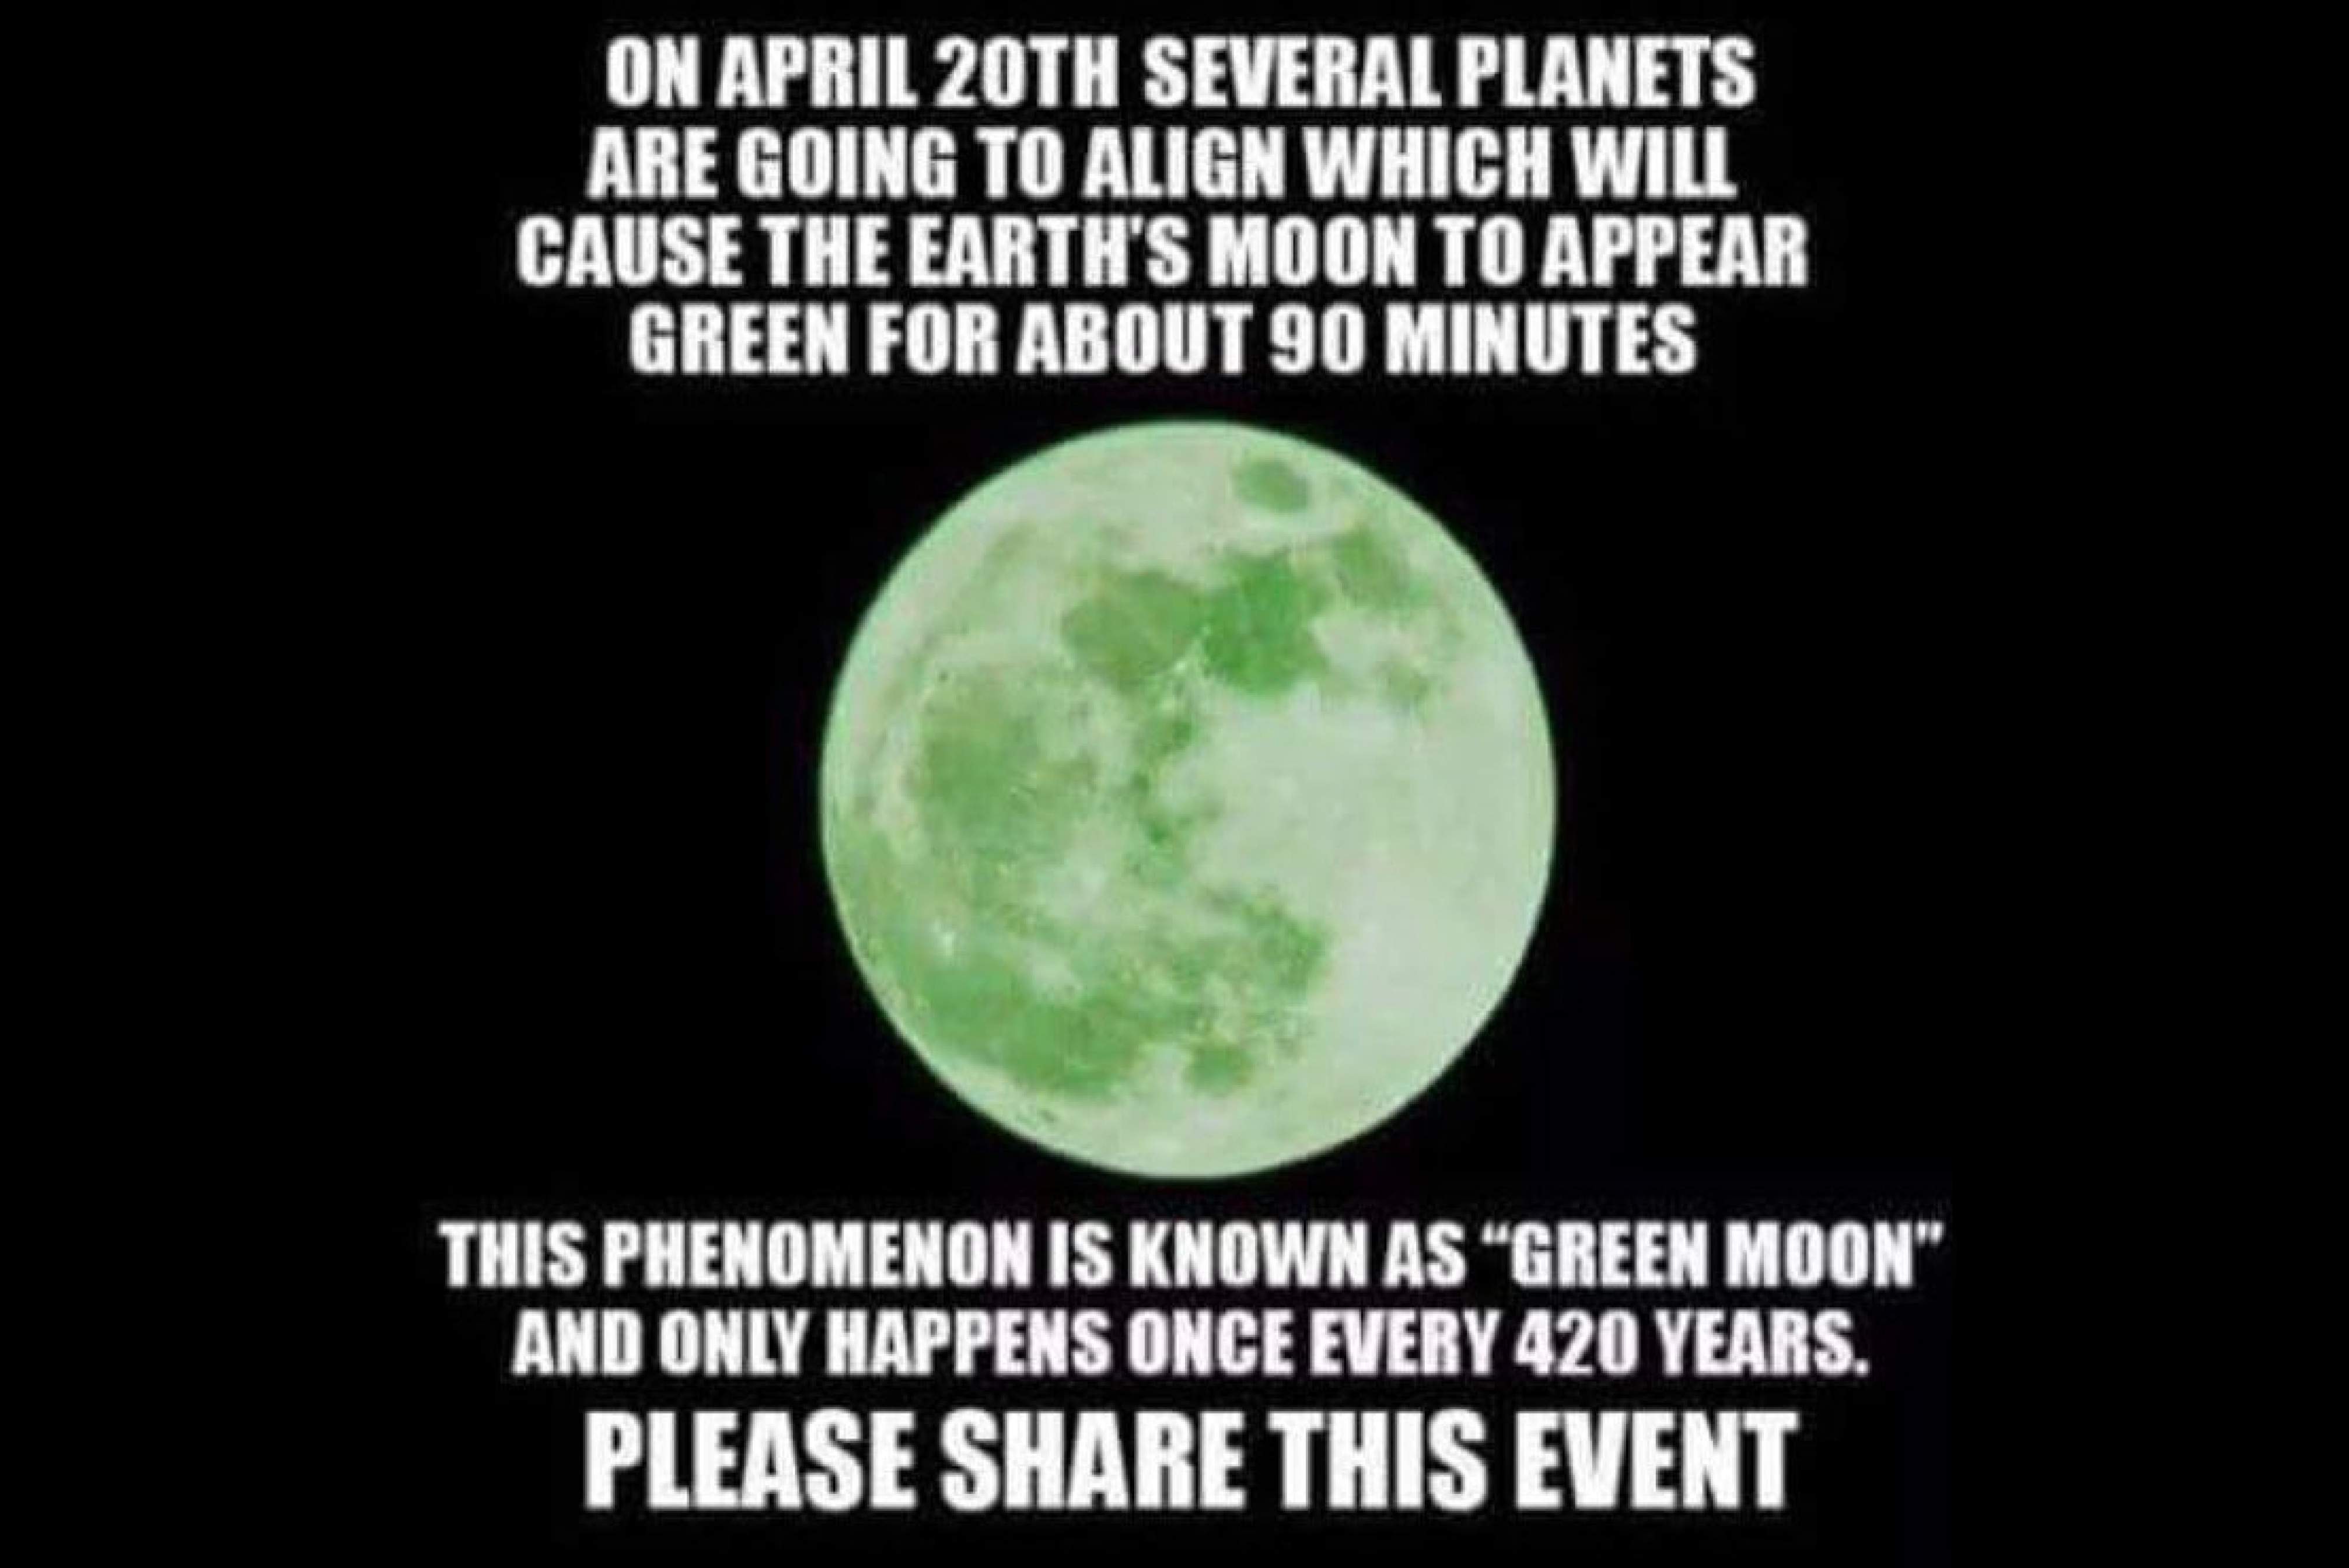 ON APRIL 20TH SEVERAL PLANETS
ARE GOING TO ALIGN WHICH WILL
CAUSE THE EARTH'S MOON TO APPEAR
GREEN FOR ABOUT 90 MINUTES
THIS PHENOMENON IS KNOWN AS “GREEN MOON”
AND ONLY HAPPENS ONCE EVERY 420 YEARS.
PLEASE SHARE THIS EVENT